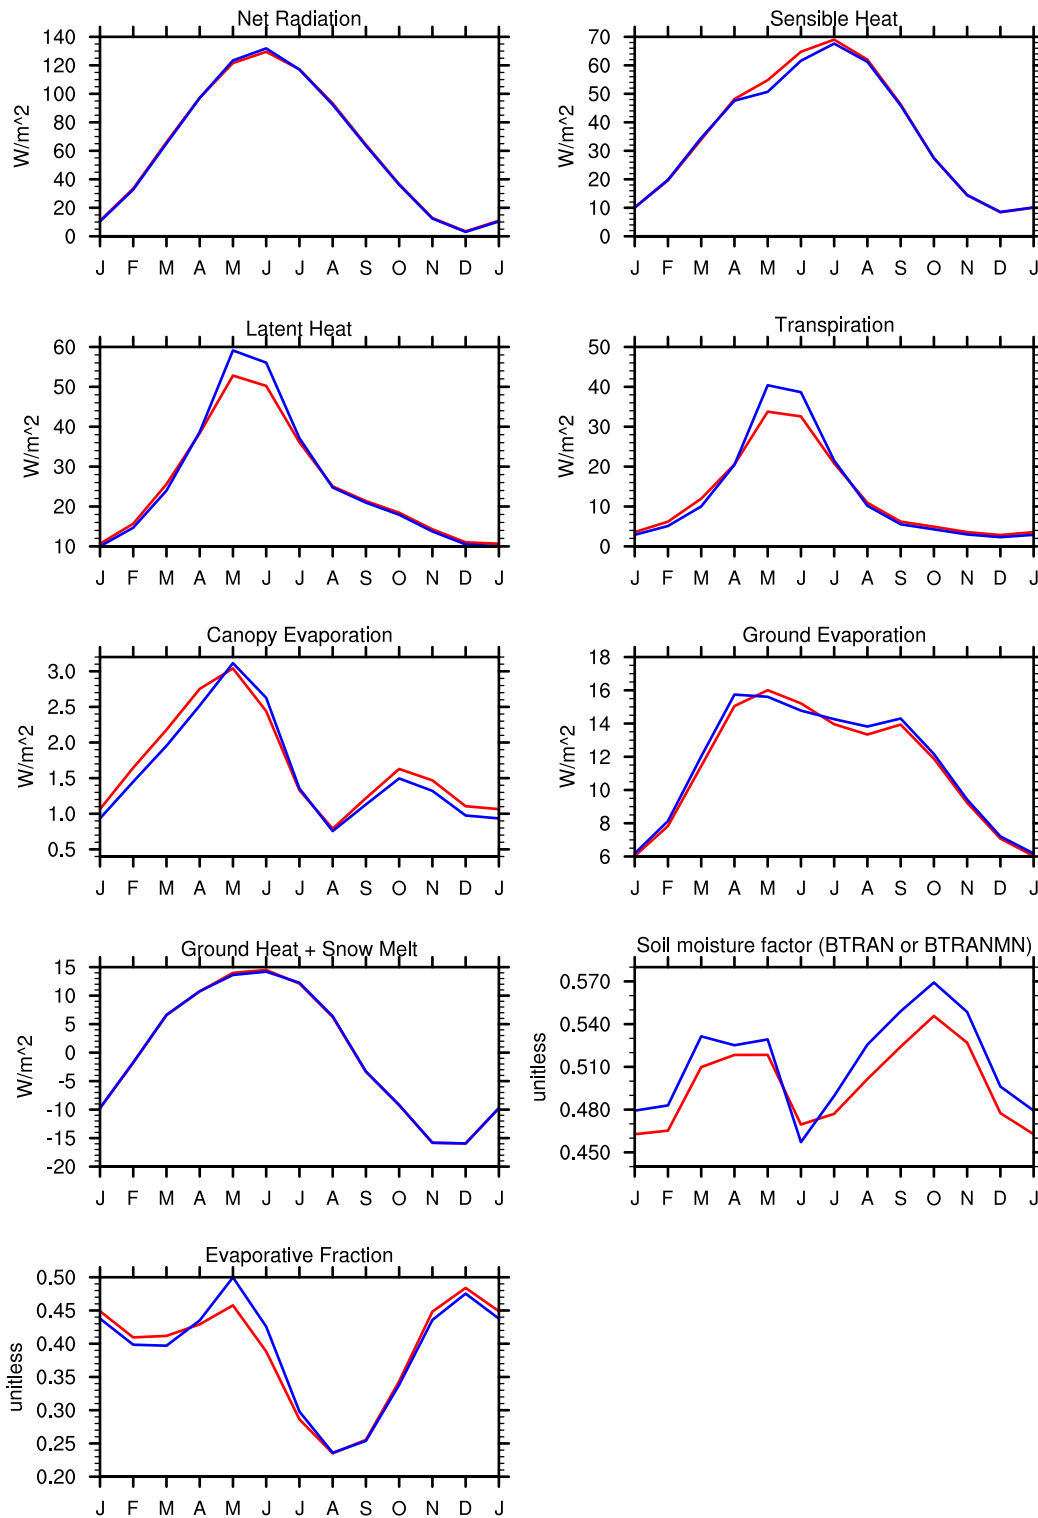 Net Radiation
W/m^2
140
120
100
80
60
40
20
0
J F M A M J J A S O N D J
Sensible Heat
W/m^2
70
60
50
40
30
20
10
0
J F M A M J J A S O N D J
Latent Heat
W/m^2
60
50
40
30
20
10
J F M A M J J A S O N D J
Transpiration
W/m^2
50
40
30
20
10
0
J F M A M J J A S O N D J
Canopy Evaporation
W/m^2
3.0
2.5
2.0
1.5
1.0
0.5
J F M A M J J A S O N D J
Ground Evaporation
W/m^2
18
16
14
12
10
8
6
J F M A M J J A S O N D J
Ground Heat + Snow Melt
W/m^2
15
10
5
0
-5
-10
-15
-20
J F M A M J J A S O N D J
Soil moisture factor (BTRAN or BTRANMN)
unitless
0.570
0.540
0.510
0.480
0.450
J F M A M J J A S O N D J
Evaporative Fraction
unitless
0.50
0.45
0.40
0.35
0.30
0.25
0.20
J F M A M J J A S O N D J